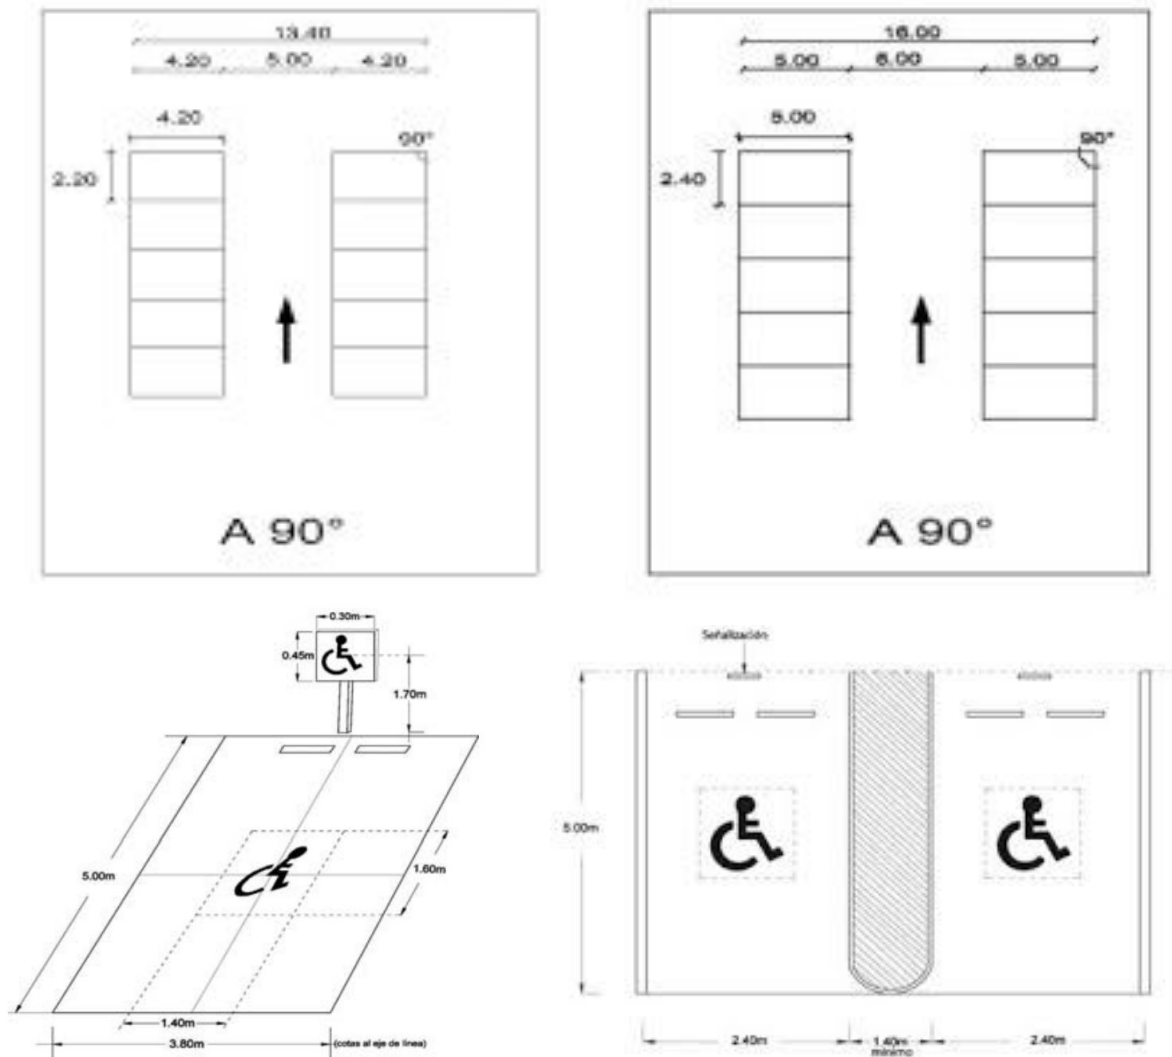 13.40
4.20 5.00 4.20
4.20
90°
2.20
A 90°
16.00
5.00 6.00 5.00
5.00
90°
2.40
A 90°
0.30m
0.45m
1.70m
5.00m
1.60m
1.40m
3.80m (cotas al eje de línea)
Señalización
5.00m
2.40m 1.40m 2.40m
mínimo